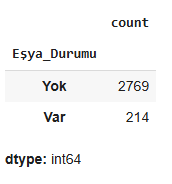 count
Eşya_Durumu
Yok 2769
Var 214
dtype: int64